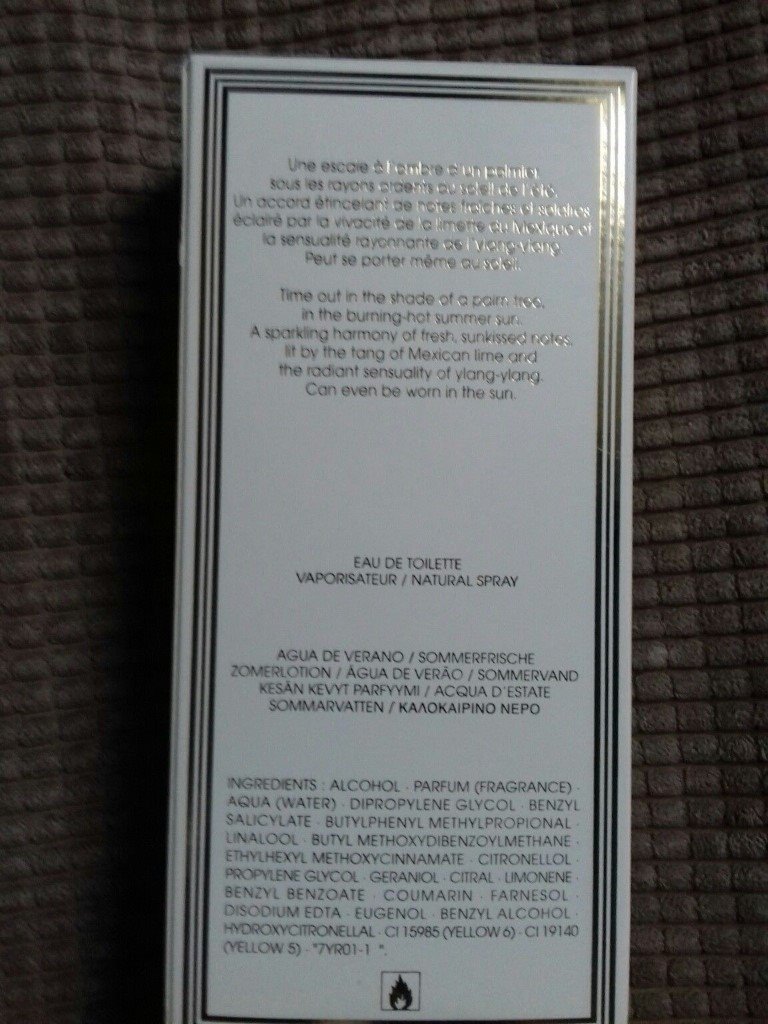 Une escale à l'ombre d'un palmier
sous les rayons ardents du soleil de l'été.
Un accord étincelant de notes fraîches et solaires
éclairé par la vivacité de la limette du Mexique et
la sensualité rayonnante de l'Ylang-ylang.
Peut se porter même au soleil.
Time out in the shade of a palm tree,
in the burning-hot summer sun.
A sparkling harmony of fresh, sunkissed notes,
lit by the tang of Mexican lime and
the radiant sensuality of ylang-ylang.
Can even be worn in the sun.
EAU DE TOILETTE
VAPORISATEUR / NATURAL SPRAY
AGUA DE VERANO / SOMMERFRISCHE
ZOMERLOTION / ÁGUA DE VERÃO / SOMMERVAND
KESÄN KEVYT PARFYYMI / ACQUA D'ESTATE
SOMMARVATTEN / ΚΑΛΟΚΑΙΡΙΝΟ ΝΕΡΟ
INGREDIENTS : ALCOHOL · PARFUM (FRAGRANCE) ·
AQUA (WATER) · DIPROPYLENE GLYCOL · BENZYL
SALICYLATE · BUTYLPHENYL METHYLPROPIONAL ·
LINALOOL · BUTYL METHOXYDIBENZOYLMETHANE ·
ETHYLHEXYL METHOXYCINNAMATE · CITRONELLOL ·
PROPYLENE GLYCOL · GERANIOL · CITRAL · LIMONENE ·
BENZYL BENZOATE · COUMARIN · FARNESOL ·
DISODIUM EDTA · EUGENOL · BENZYL ALCOHOL ·
HYDROXYCITRONELLAL · CI 15985 (YELLOW 6) · CI 19140
(YELLOW 5) · "7YR01-1 ".